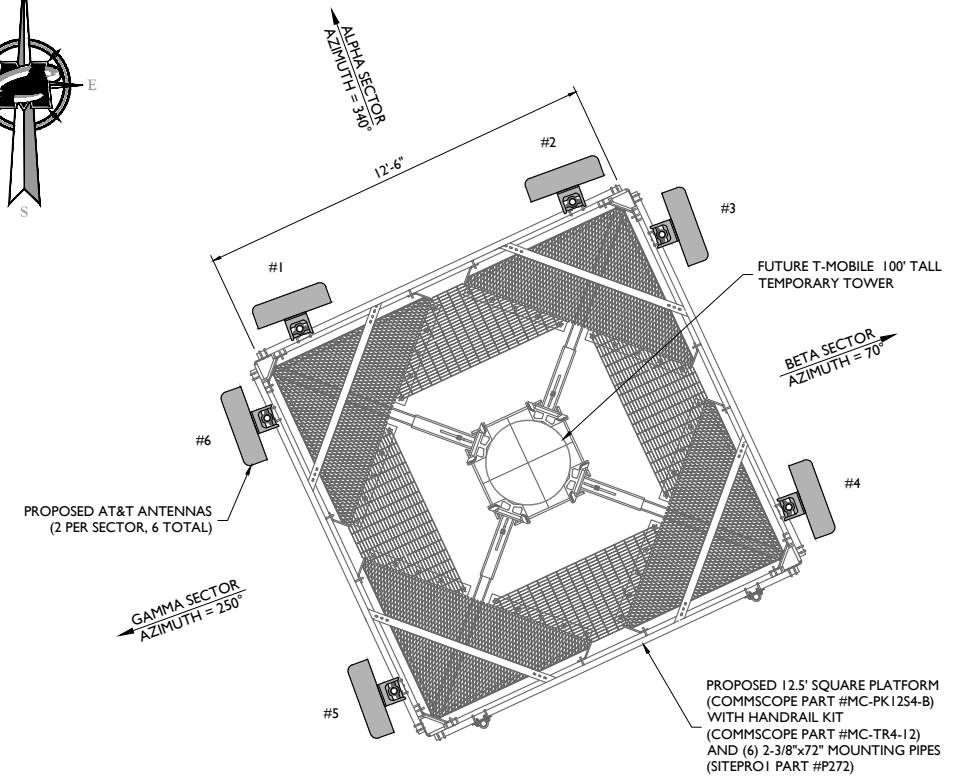 E
S
ALPHA SECTOR
AZIMUTH = 340°
12'-6"
#2
#3
#1
FUTURE T-MOBILE 100' TALL
TEMPORARY TOWER
BETA SECTOR
AZIMUTH = 70°
#6
#4
PROPOSED AT&T ANTENNAS
(2 PER SECTOR, 6 TOTAL)
GAMMA SECTOR
AZIMUTH = 250°
#5
PROPOSED 12.5' SQUARE PLATFORM
(COMMSCOPE PART #MC-PK12S4-B)
WITH HANDRAIL KIT
(COMMSCOPE PART #MC-TR4-12)
AND (6) 2-3/8"x72" MOUNTING PIPES
(SITEPRO1 PART #P272)